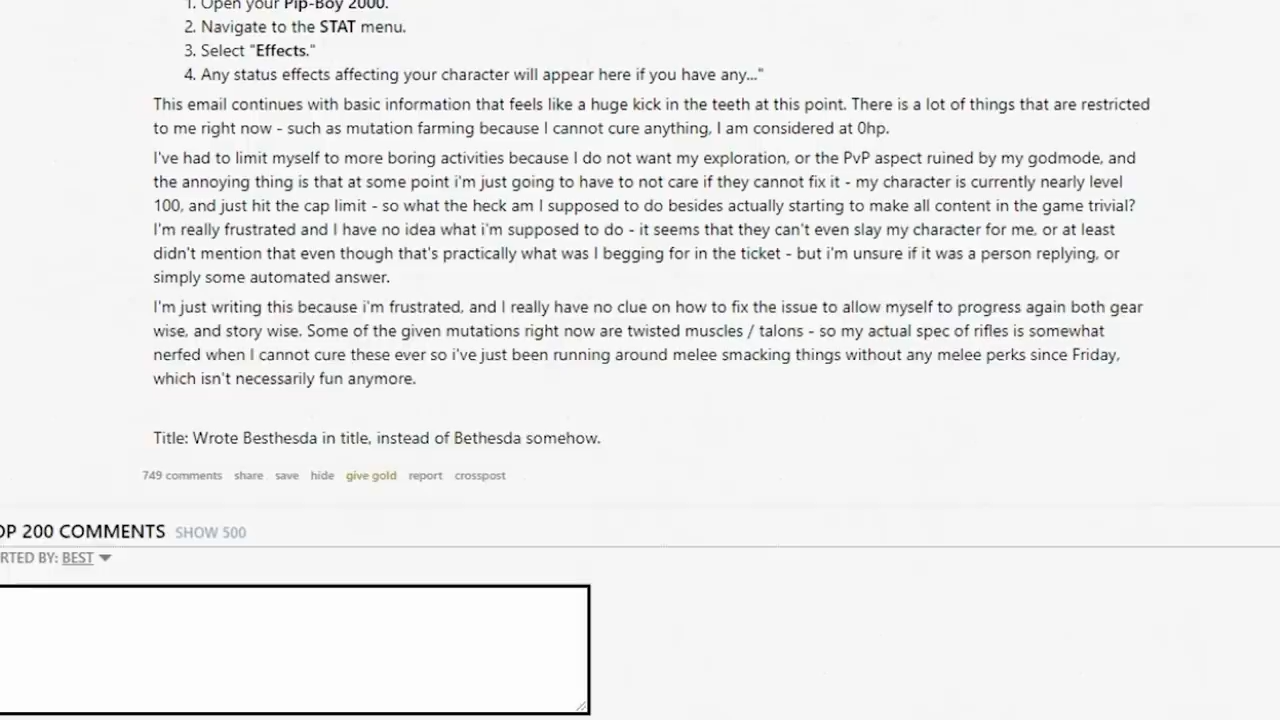 1. Open your Pip-Boy 2000.
2. Navigate to the STAT menu.
3. Select "Effects."
4. Any status effects affecting your character will appear here if you have any..."
This email continues with basic information that feels like a huge kick in the teeth at this point. There is a lot of things that are restricted
to me right now - such as mutation farming because I cannot cure anything, I am considered at 0hp.
I've had to limit myself to more boring activities because I do not want my exploration, or the PvP aspect ruined by my godmode, and
the annoying thing is that at some point i'm just going to have to not care if they cannot fix it - my character is currently nearly level
100, and just hit the cap limit - so what the heck am I supposed to do besides actually starting to make all content in the game trivial?
I'm really frustrated and I have no idea what i'm supposed to do - it seems that they can't even slay my character for me, or at least
didn't mention that even though that's practically what was I begging for in the ticket - but i'm unsure if it was a person replying, or
simply some automated answer.
I'm just writing this because i'm frustrated, and I really have no clue on how to fix the issue to allow myself to progress again both gear
wise, and story wise. Some of the given mutations right now are twisted muscles / talons - so my actual spec of rifles is somewhat
nerfed when I cannot cure these ever so i've just been running around melee smacking things without any melee perks since Friday,
which isn't necessarily fun anymore.
Title: Wrote Besthesda in title, instead of Bethesda somehow.
749 comments share save hide give gold report crosspost
OP 200 COMMENTS SHOW 500
RTED BY: BEST